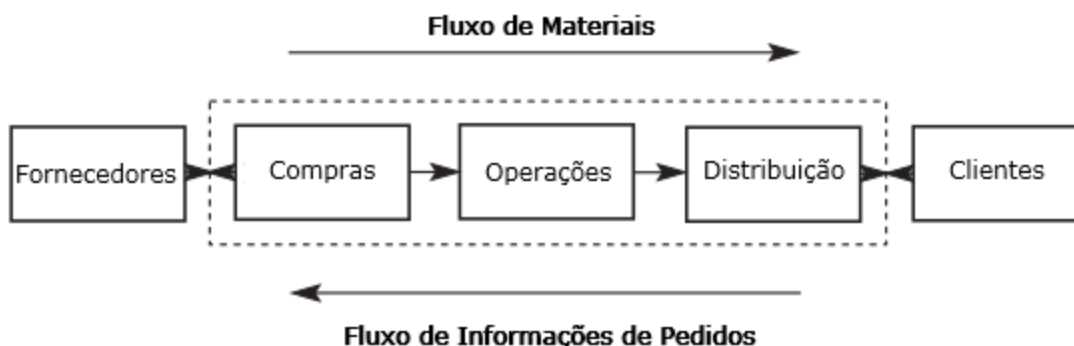 Fluxo de Materiais
Fornecedores
Compras
Operações
Distribuição
Clientes
Fluxo de Informações de Pedidos